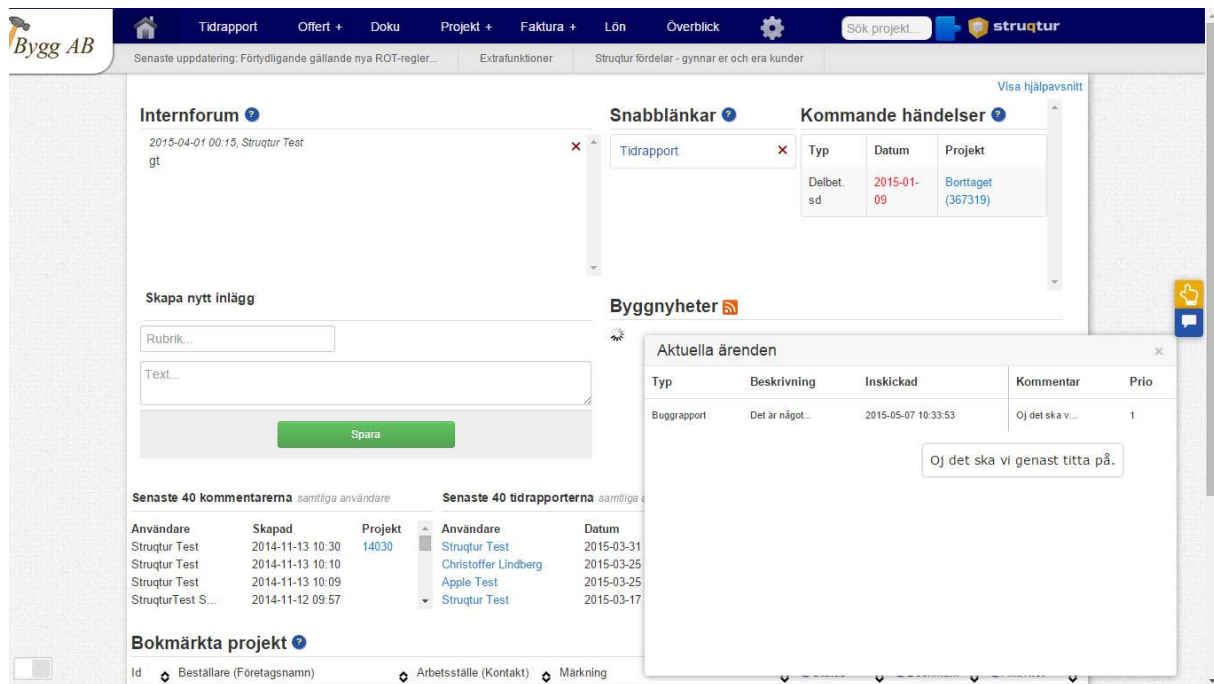 Bygg AB
Tidrapport Offert + Doku Projekt + Faktura + Lön Överblick Sök projekt... struqtur
Senaste uppdatering: Förtydligande gällande nya ROT-regler... Extrafunktioner Struqtur fördelar - gynnar er och era kunder
Visa hjälpavsnitt
Internforum ?
2015-04-01 00:15, Struqtur Test
gt
Skapa nytt inlägg
Rubrik...
Text...
Spara
Snabblänkar ?
Tidrapport
Kommande händelser ?
Typ Datum Projekt
Delbet. 2015-01- Borttaget
sd 09 (367319)
Byggnyheter
Aktuella ärenden ×
Typ Beskrivning Inskickad Kommentar Prio
Buggrapport Det är något... 2015-05-07 10:33:53 Oj det ska v... 1
Oj det ska vi genast titta på.
Senaste 40 kommentarerna samtliga användare
Användare Skapad Projekt
Struqtur Test 2014-11-13 10:30 14030
Struqtur Test 2014-11-13 10:10
Struqtur Test 2014-11-13 10:09
StruqturTest S... 2014-11-12 09:57
Senaste 40 tidrapporterna samtliga
Användare Datum
Struqtur Test 2015-03-31
Christoffer Lindberg 2015-03-25
Apple Test 2015-03-25
Struqtur Test 2015-03-17
Bokmärkta projekt ?
Id Beställare (Företagsnamn) Arbetsställe (Kontakt) Märkning